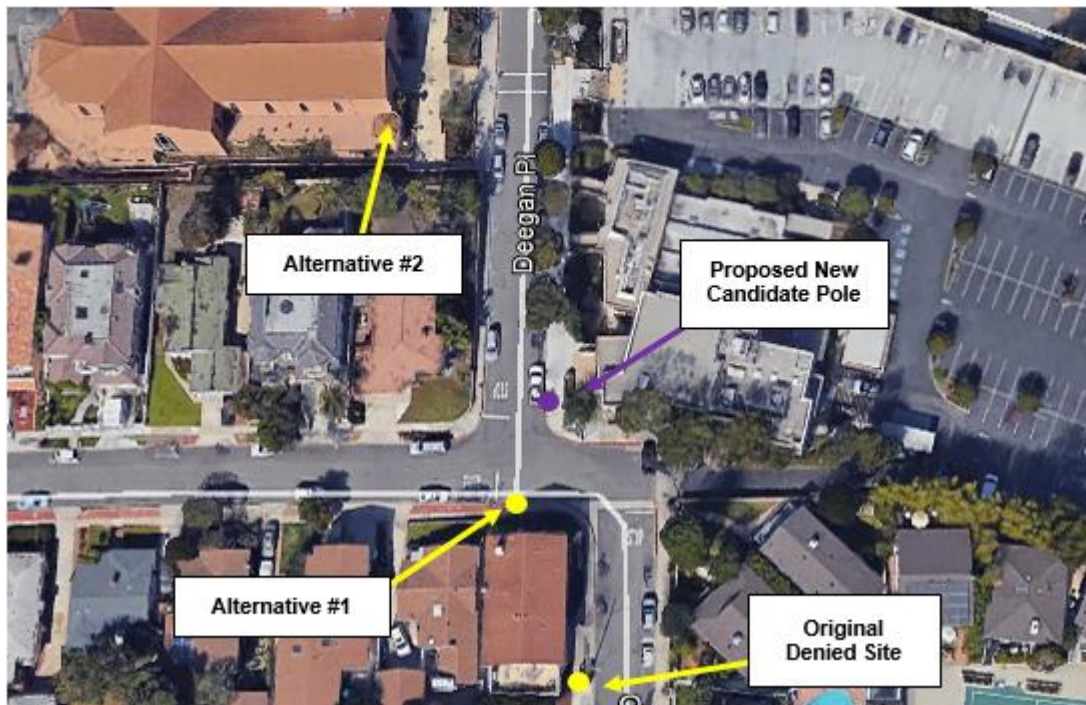 Deegan Pl
Alternative #2
Proposed New
Candidate Pole
Alternative #1
Original
Denied Site